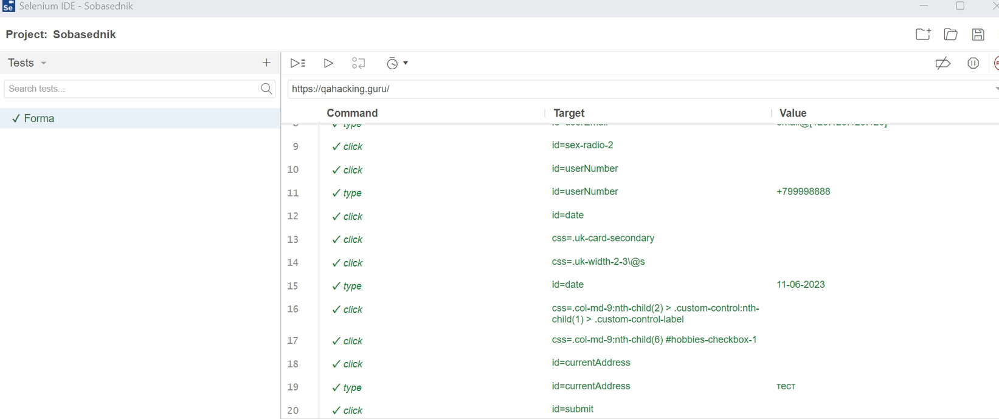 Se Selenium IDE - Sobasednik
Project: Sobasednik
Tests
Search tests...
https://qahacking.guru/
Command Target Value
✓ Forma
✓ type
9 ✓ click id=sex-radio-2
10 ✓ click id=userNumber
11 ✓ type id=userNumber +799998888
12 ✓ click id=date
13 ✓ click css=.uk-card-secondary
14 ✓ click css=.uk-width-2-3\@s
15 ✓ type id=date 11-06-2023
16 ✓ click css=.col-md-9:nth-child(2) > .custom-control:nth-
child(1) > .custom-control-label
17 ✓ click css=.col-md-9:nth-child(6) #hobbies-checkbox-1
18 ✓ click id=currentAddress
19 ✓ type id=currentAddress тест
20 ✓ click id=submit